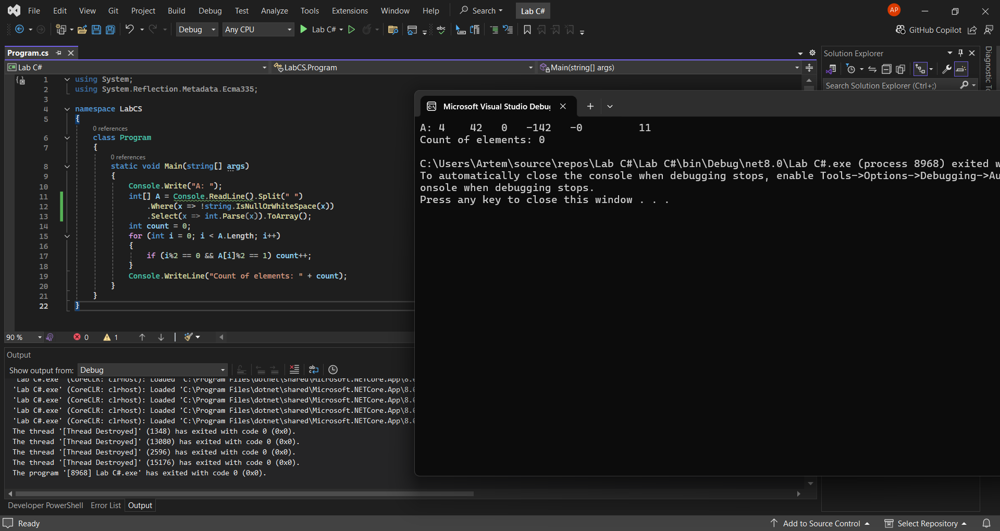 File Edit View Git Project Build Debug Test Analyze Tools Extensions Window Help Search Lab C# AP
Debug Any CPU Lab C# GitHub Copilot
Program.cs
Lab C# LabCS.Program Main(string[] args)
1 using System;
2 using System.Reflection.Metadata.Ecma335;
3
4 namespace LabCS
5 {
0 references
6 class Program
7 {
0 references
8 static void Main(string[] args)
9 {
10 Console.Write("A: ");
11 int[] A = Console.ReadLine().Split(" ")
12 .Where(x => !string.IsNullOrWhiteSpace(x))
13 .Select(x => int.Parse(x)).ToArray();
14 int count = 0;
15 for (int i = 0; i < A.Length; i++)
16 {
17 if (i%2 == 0 && A[i]%2 == 1) count++;
18 }
19 Console.WriteLine("Count of elements: " + count);
20 }
21 }
22 }
90 % 0 1
Solution Explorer
Search Solution Explorer (Ctrl+;)
Diagnostic
Microsoft Visual Studio Debug
A: 4 42 0 -142 -0 11
Count of elements: 0
C:\Users\Artem\source\repos\Lab C#\Lab C#\bin\Debug\net8.0\Lab C#.exe (process 8968) exited w
To automatically close the console when debugging stops, enable Tools->Options->Debugging->Au
onsole when debugging stops.
Press any key to close this window . . .
Output
Show output from: Debug
'Lab C#.exe' (CoreCLR: clrhost): Loaded 'C:\Program Files\dotnet\shared\Microsoft.NETCore.App\8.0
'Lab C#.exe' (CoreCLR: clrhost): Loaded 'C:\Program Files\dotnet\shared\Microsoft.NETCore.App\8.0
'Lab C#.exe' (CoreCLR: clrhost): Loaded 'C:\Program Files\dotnet\shared\Microsoft.NETCore.App\8.0
'Lab C#.exe' (CoreCLR: clrhost): Loaded 'C:\Program Files\dotnet\shared\Microsoft.NETCore.App\8.0
'Lab C#.exe' (CoreCLR: clrhost): Loaded 'C:\Program Files\dotnet\shared\Microsoft.NETCore.App\8.0
The thread '[Thread Destroyed]' (1348) has exited with code 0 (0x0).
The thread '[Thread Destroyed]' (13080) has exited with code 0 (0x0).
The thread '[Thread Destroyed]' (2596) has exited with code 0 (0x0).
The thread '[Thread Destroyed]' (15176) has exited with code 0 (0x0).
The program '[8968] Lab C#.exe' has exited with code 0 (0x0).
Developer PowerShell Error List Output
Ready Add to Source Control Select Repository